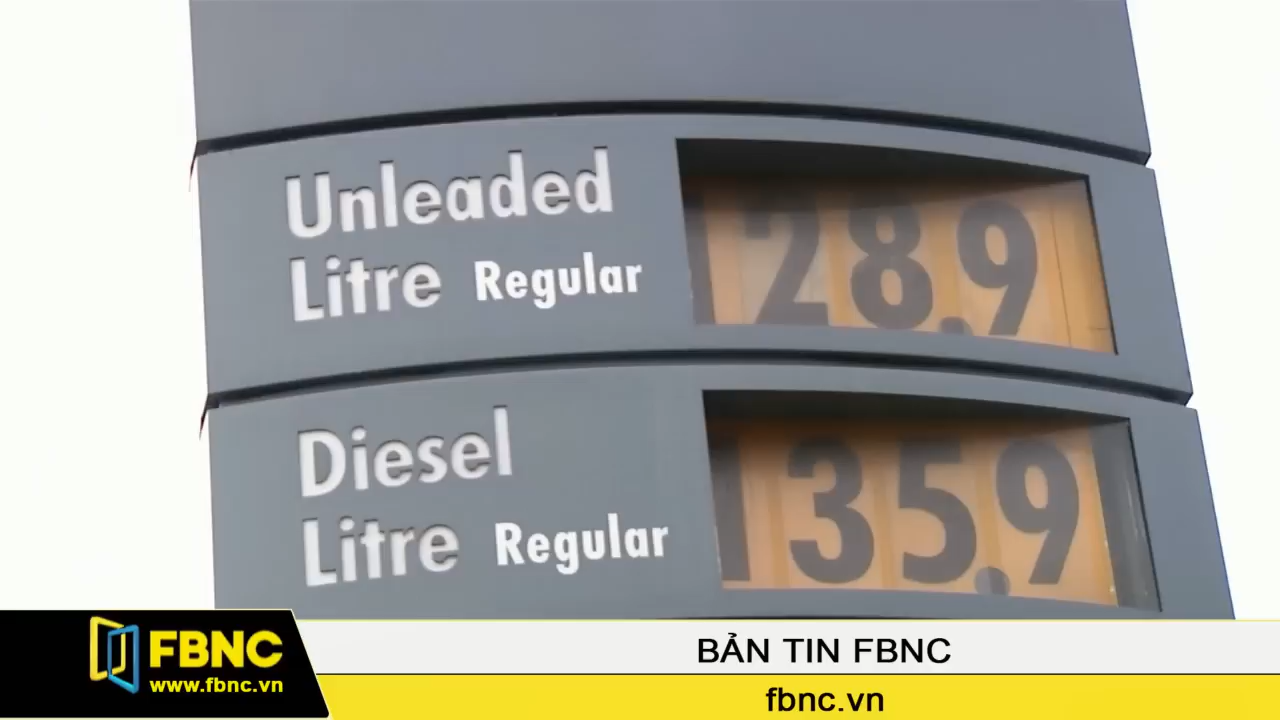 Unleaded
Litre Regular
128.9
Diesel
Litre Regular
135.9
FBNC
www.fbnc.vn
BẢN TIN FBNC
fbnc.vn